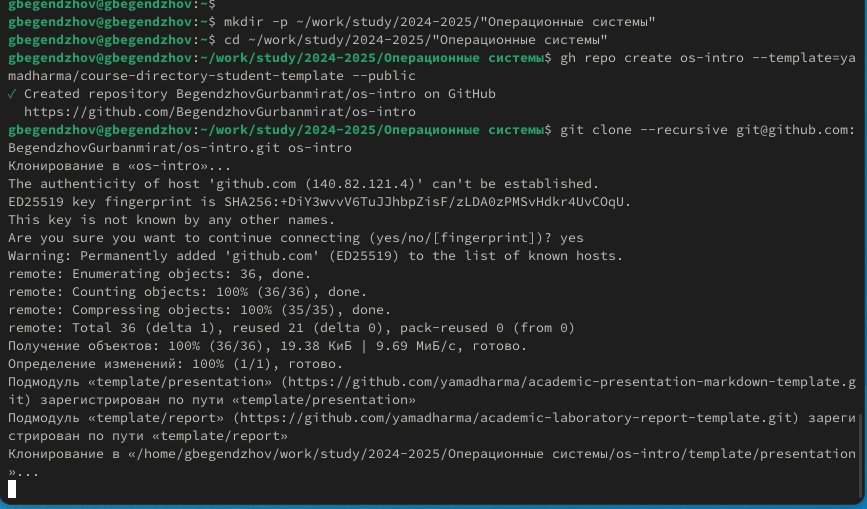 gbegendzhov@gbegendzhov:~$
gbegendzhov@gbegendzhov:~$ mkdir -p ~/work/study/2024-2025/"Операционные системы"
gbegendzhov@gbegendzhov:~$ cd ~/work/study/2024-2025/"Операционные системы"
gbegendzhov@gbegendzhov:~/work/study/2024-2025/Операционные системы$ gh repo create os-intro --template=ya
madharma/course-directory-student-template --public
✓ Created repository BegendzhovGurbanmirat/os-intro on GitHub
https://github.com/BegendzhovGurbanmirat/os-intro
gbegendzhov@gbegendzhov:~/work/study/2024-2025/Операционные системы$ git clone --recursive git@github.com:
BegendzhovGurbanmirat/os-intro.git os-intro
Клонирование в «os-intro»...
The authenticity of host 'github.com (140.82.121.4)' can't be established.
ED25519 key fingerprint is SHA256:+DiY3wvvV6TuJJhbpZisF/zLDA0zPMSvHdkr4UvCOqU.
This key is not known by any other names.
Are you sure you want to continue connecting (yes/no/[fingerprint])? yes
Warning: Permanently added 'github.com' (ED25519) to the list of known hosts.
remote: Enumerating objects: 36, done.
remote: Counting objects: 100% (36/36), done.
remote: Compressing objects: 100% (35/35), done.
remote: Total 36 (delta 1), reused 21 (delta 0), pack-reused 0 (from 0)
Получение объектов: 100% (36/36), 19.38 КиБ | 9.69 МиБ/с, готово.
Определение изменений: 100% (1/1), готово.
Подмодуль «template/presentation» (https://github.com/yamadharma/academic-presentation-markdown-template.g
it) зарегистрирован по пути «template/presentation»
Подмодуль «template/report» (https://github.com/yamadharma/academic-laboratory-report-template.git) зареги
стрирован по пути «template/report»
Клонирование в «/home/gbegendzhov/work/study/2024-2025/Операционные системы/os-intro/template/presentation
»...